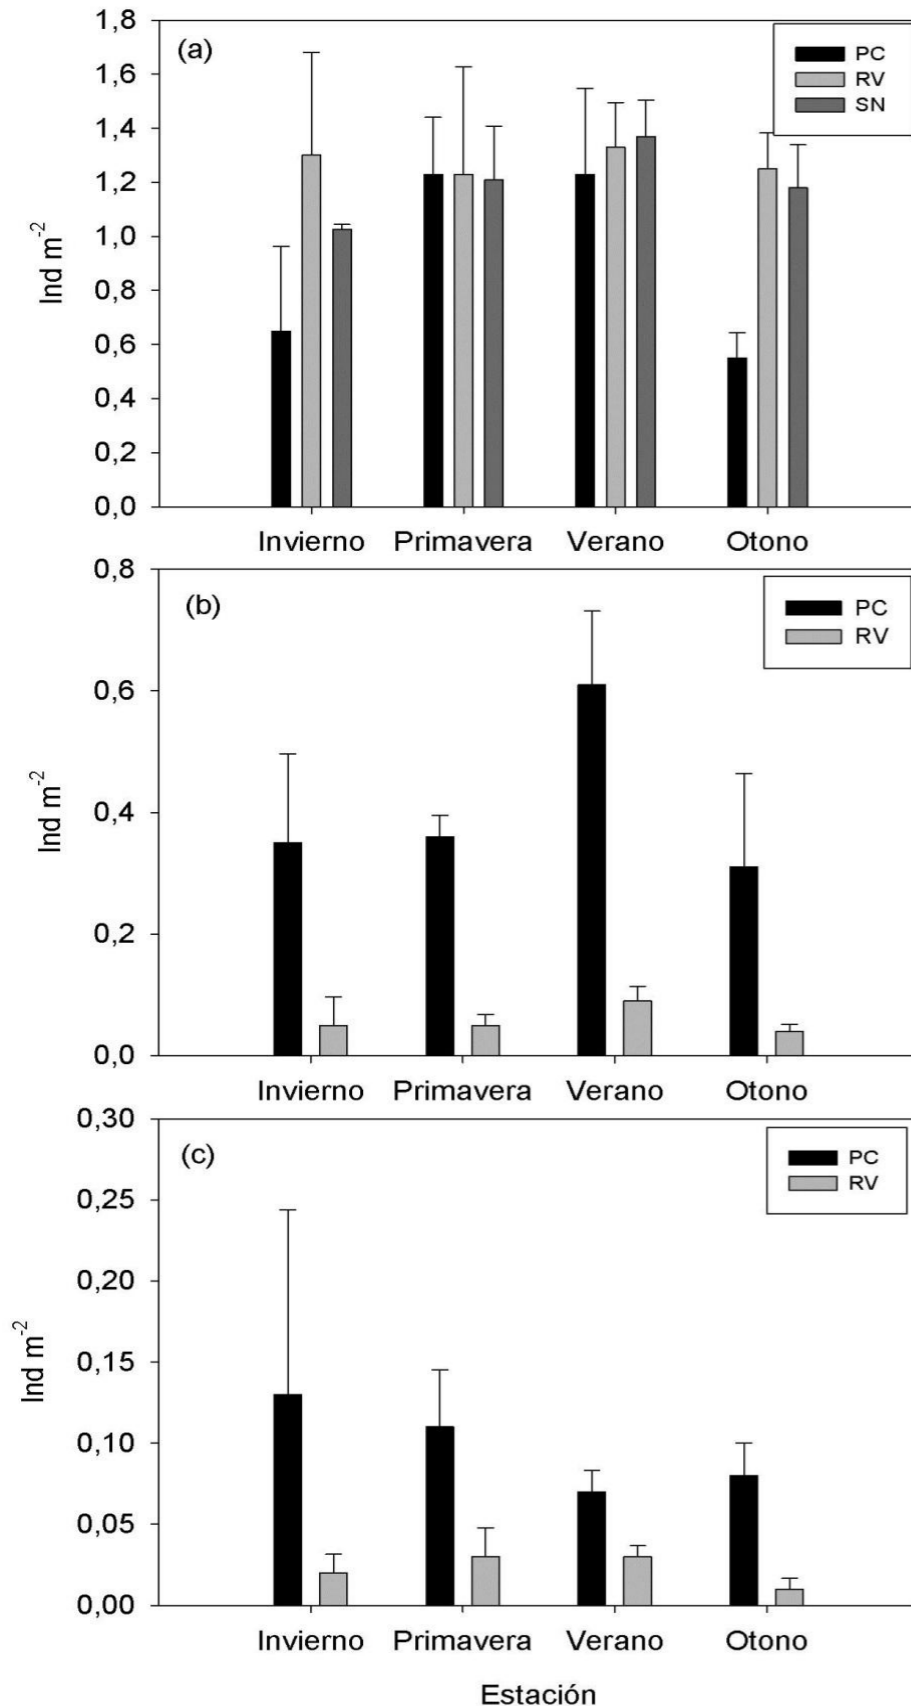 (a)
PC
RV
SN
1,8
1,6
1,4
1,2
1,0
0,8
0,6
0,4
0,2
0,0
Ind m-2
Invierno Primavera Verano Otono
(b)
PC
RV
0,8
0,6
0,4
0,2
0,0
Ind m-2
Invierno Primavera Verano Otono
(c)
PC
RV
0,30
0,25
0,20
0,15
0,10
0,05
0,00
Ind m-2
Invierno Primavera Verano Otono
Estación